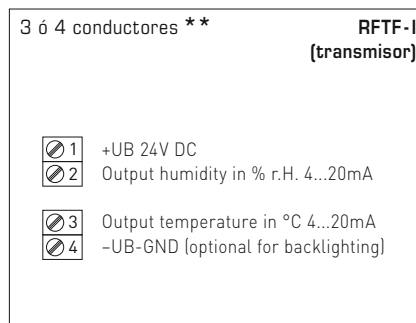 3 ó 4 conductores **
RFTF-I
(transmisor)
1 +UB 24V DC
2 Output humidity in % r.H. 4...20mA
3 Output temperature in °C 4...20mA
4 –UB-GND (optional for backlighting)